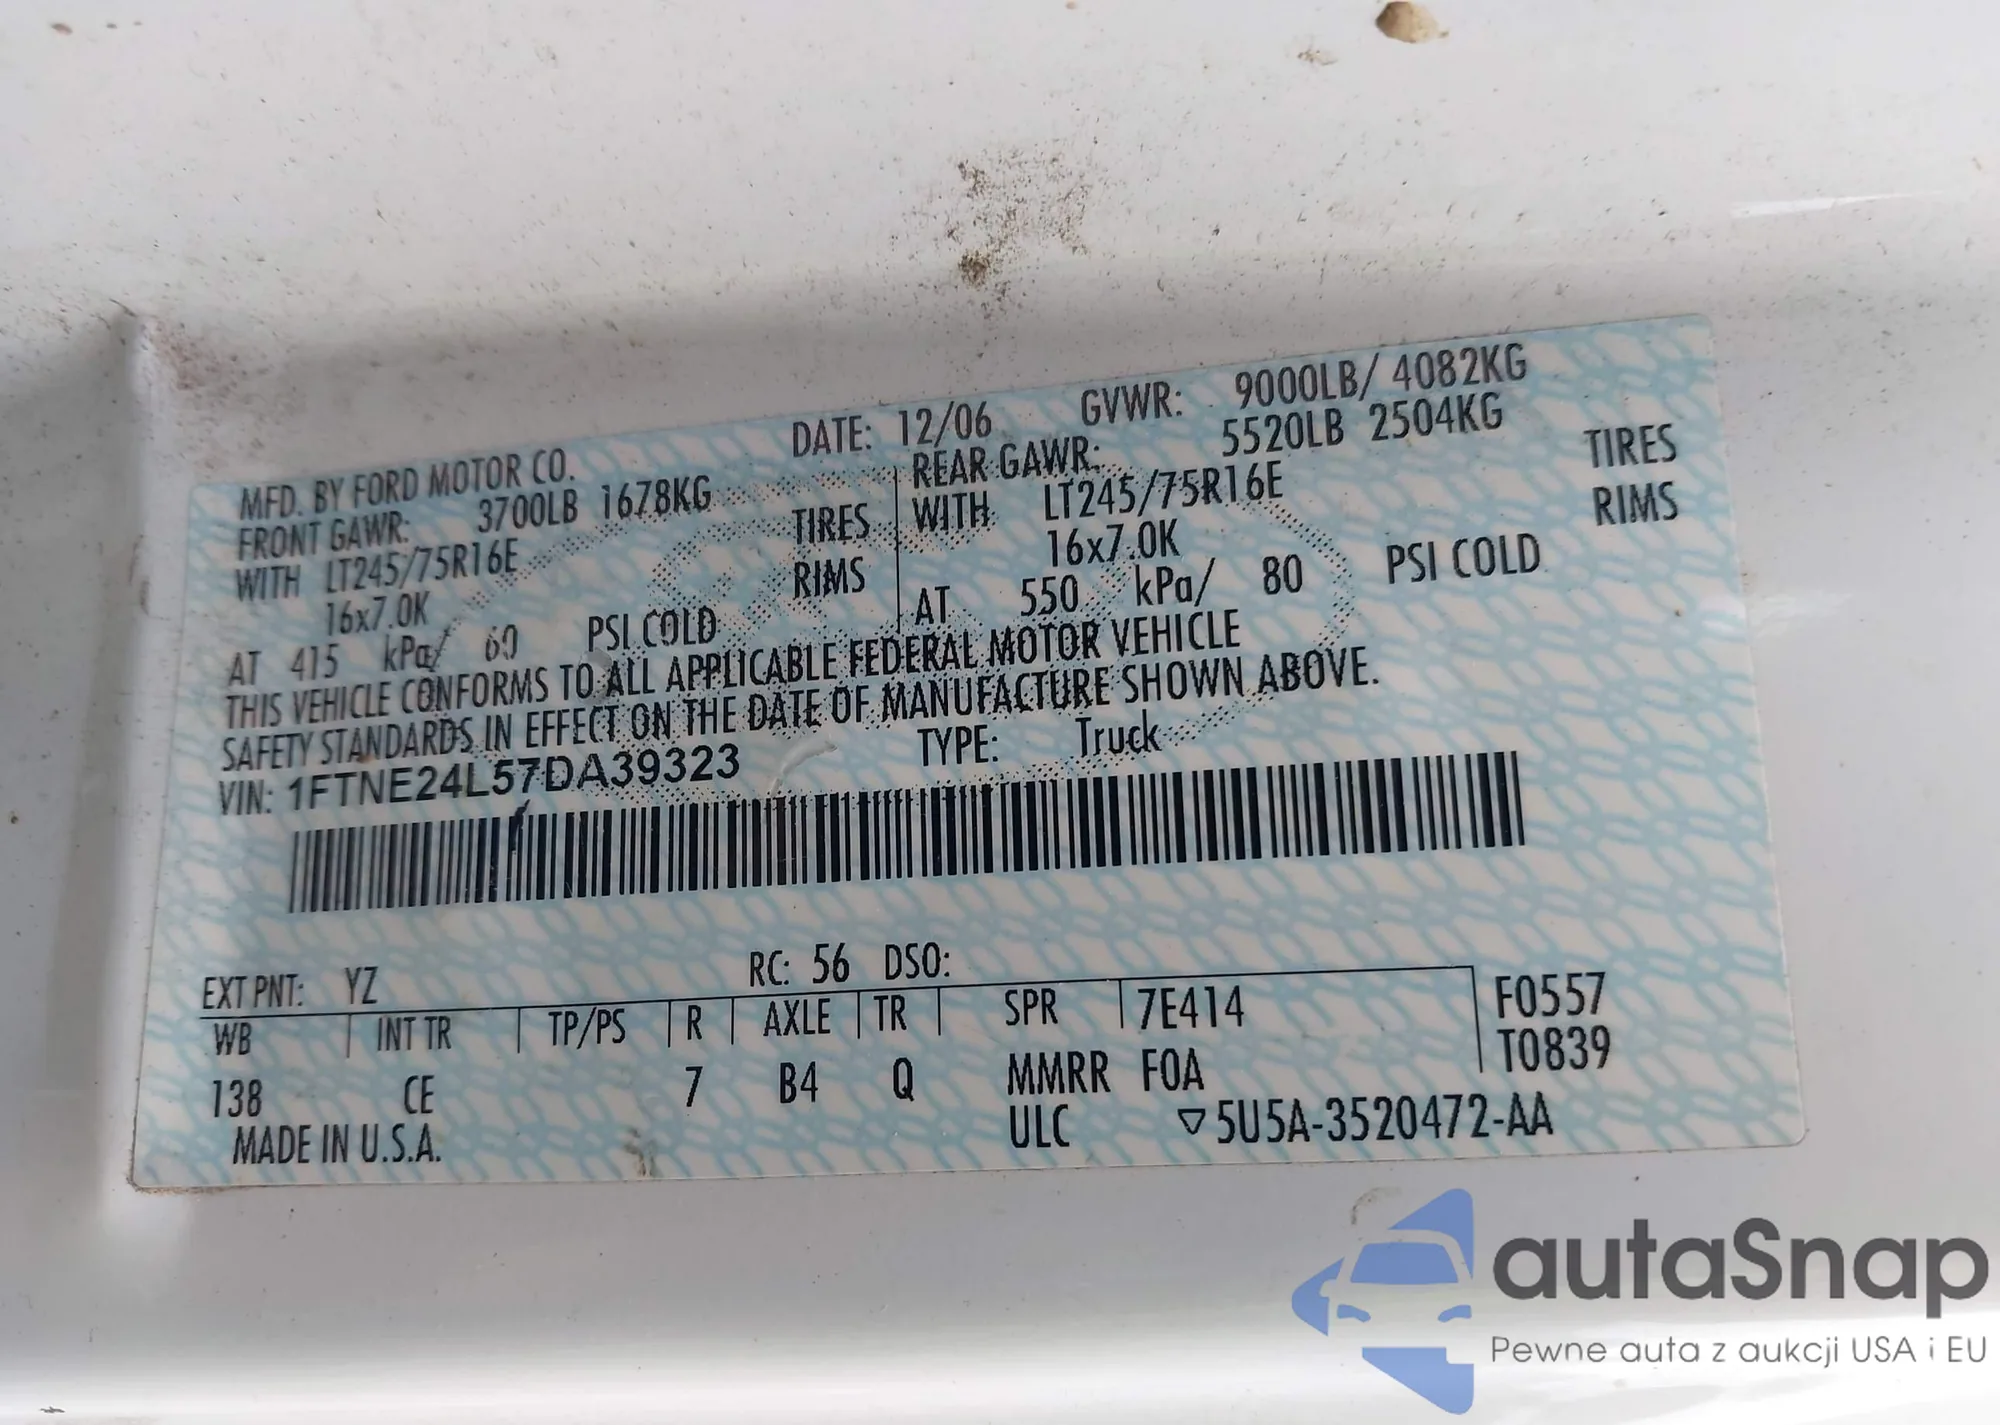 MFD. BY FORD MOTOR CO. DATE: 12/06 GVWR: 9000LB/ 4082KG
FRONT GAWR: 3700LB 1678KG REAR GAWR: 5520LB 2504KG
WITH LT245/75R16E TIRES WITH LT245/75R16E TIRES
16x7.0K RIMS 16x7.0K RIMS
AT 415 kPa/ 60 PSI COLD AT 550 kPa/ 80 PSI COLD
THIS VEHICLE CONFORMS TO ALL APPLICABLE FEDERAL MOTOR VEHICLE
SAFETY STANDARDS IN EFFECT ON THE DATE OF MANUFACTURE SHOWN ABOVE.
VIN: 1FTNE24L57DA39323 TYPE: Truck
EXT PNT: YZ RC: 56 DSO:
WB INT TR TP/PS R AXLE TR SPR 7E414 F0557
T0839
138 CE 7 B4 Q MMRR FOA
MADE IN U.S.A. ULC ▽5U5A-3520472-AA
autaSnap
Pewne auta z aukcji USA i EU